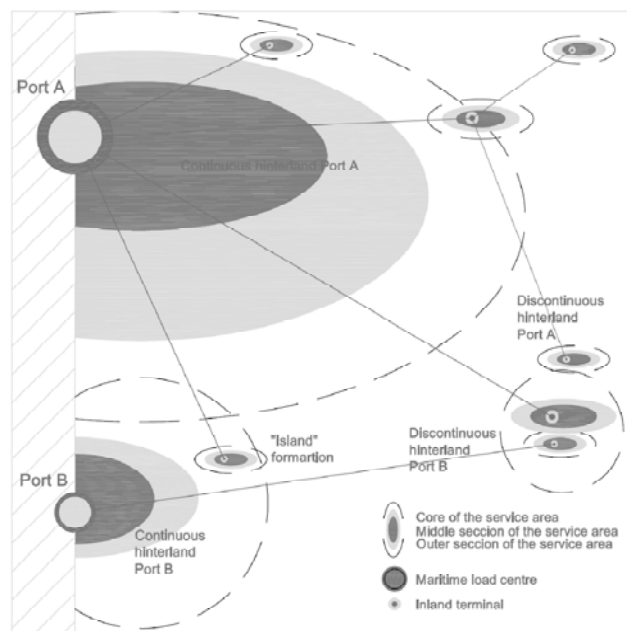 Port A
Continuous hinterland Port A
Discontinuous
hinterland
Port A
"Island"
formartion
Discontinuous
hinterland
Port B
Port B
Continuous
hinterland
Port B
Core of the service area
Middle seccion of the service area
Outer seccion of the service area
Maritime load centre
Inland terminal